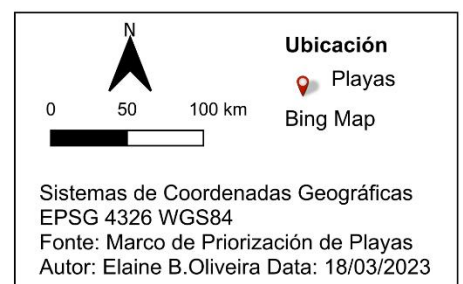 N
Ubicación
Playas
0 50 100 km
Bing Map
Sistemas de Coordenadas Geográficas
EPSG 4326 WGS84
Fonte: Marco de Priorización de Playas
Autor: Elaine B.Oliveira Data: 18/03/2023